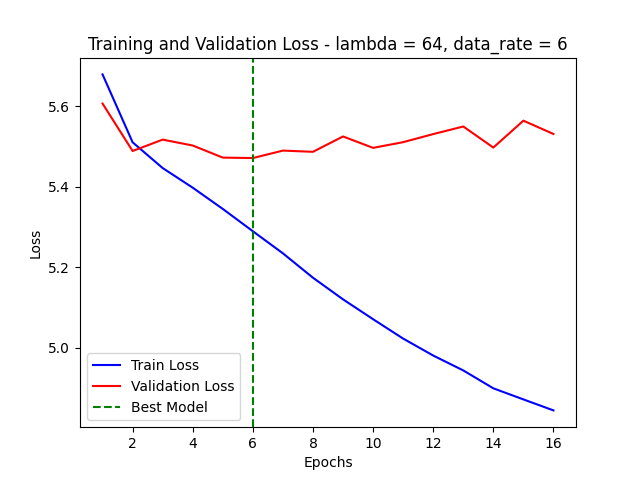 Training and Validation Loss - lambda = 64, data_rate = 6
5.6
5.4
5.2
5.0
Loss
Train Loss
Validation Loss
Best Model
2 4 6 8 10 12 14 16
Epochs